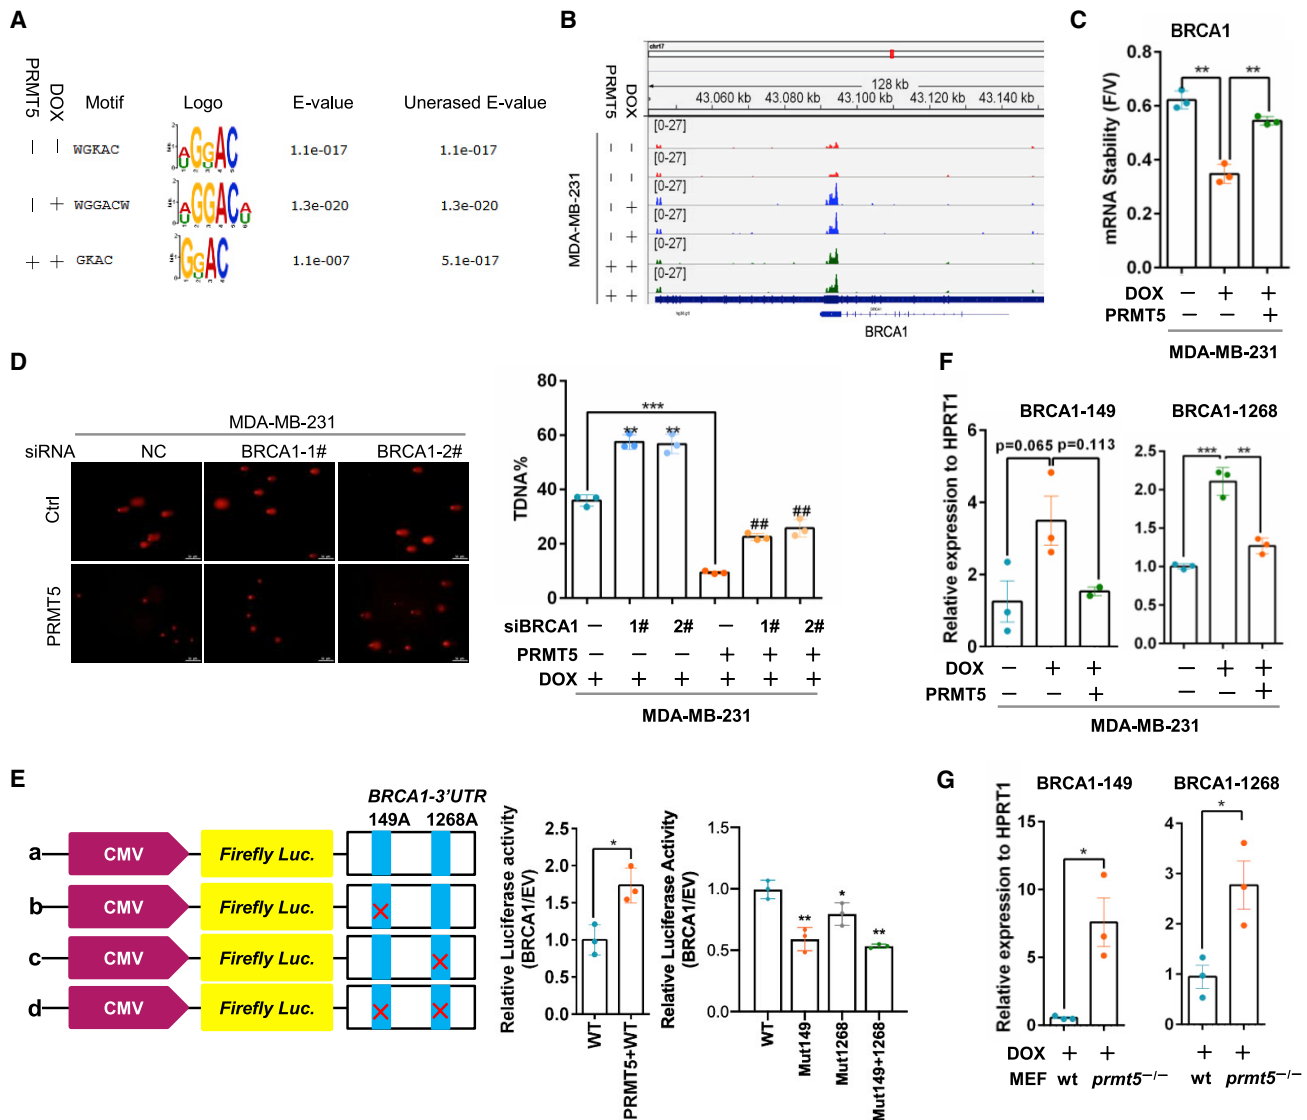 A
PRMT5
DOX
Motif
Logo
E-value
Unerased E-value
WGKAC
1.1e-017
1.1e-017
WGGACW
1.3e-020
1.3e-020
GKAC
1.1e-007
5.1e-017
B
PRMT5
DOX
MDA-MB-231
chr17
128 kb
43.060 kb 43.080 kb 43.100 kb 43.120 kb 43.140 kb
[0-27]
[0-27]
[0-27]
[0-27]
[0-27]
[0-27]
BRCA1
C
BRCA1
mRNA Stability (F/V)
0.8
0.6
0.4
0.2
0.0
** **
DOX − + +
PRMT5 +
MDA-MB-231
D
MDA-MB-231
siRNA NC BRCA1-1# BRCA1-2#
Ctrl
PRMT5
TDNA%
80
60
40
20
0
***
** **
## ##
siBRCA1 − 1# 2# − 1# 2#
PRMT5 − − − + + +
DOX + + + + + +
MDA-MB-231
E
BRCA1-3'UTR
149A 1268A
a CMV Firefly Luc.
b CMV Firefly Luc.
c CMV Firefly Luc.
d CMV Firefly Luc.
Relative Luciferase activity
(BRCA1/EV)
2.5
2.0
1.5
1.0
0.5
0.0
*
WT
PRMT5+WT
Relative Luciferase Activity
(BRCA1/EV)
1.5
1.0
0.5
0.0
** * **
WT
Mut149
Mut1268
Mut149+1268
F
Relative expression to HPRT1
BRCA1-149
6
4
2
0
p=0.065 p=0.113
BRCA1-1268
2.5
2.0
1.5
1.0
0.5
0.0
*** **
DOX − + + − + +
PRMT5 − − + − − +
MDA-MB-231
G
Relative expression to HPRT1
BRCA1-149
15
10
5
0
*
BRCA1-1268
4
3
2
1
0
*
DOX + + + +
MEF wt prmt5−/− wt prmt5−/−